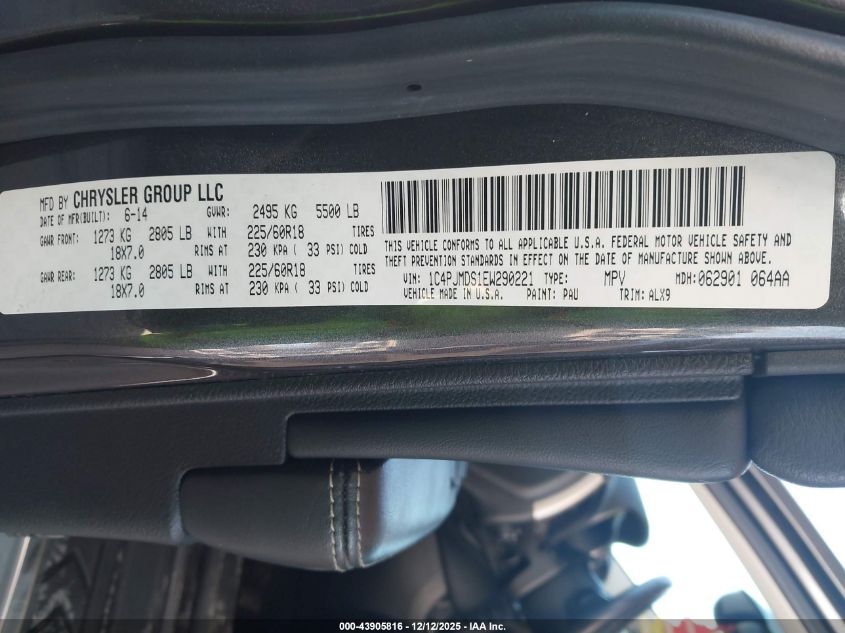 MFD BY CHRYSLER GROUP LLC
DATE OF MFR(BUILT): 6-14 GVWR: 2495 KG 5500 LB
GAWR FRONT: 1273 KG 2805 LB WITH 225/60R18 TIRES
18X7.0 RIMS AT 230 KPA ( 33 PSI) COLD
GAWR REAR: 1273 KG 2805 LB WITH 225/60R18 TIRES
18X7.0 RIMS AT 230 KPA ( 33 PSI) COLD
THIS VEHICLE CONFORMS TO ALL APPLICABLE U.S.A. FEDERAL MOTOR VEHICLE SAFETY AND
THEFT PREVENTION STANDARDS IN EFFECT ON THE DATE OF MANUFACTURE SHOWN ABOVE.
VIN: 1C4PJMDS1EW290221 TYPE: MPV MDH: 062901 064AA
VEHICLE MADE IN U.S.A. PAINT: PAU TRIM: ALX9
000-43905816 - 12/12/2025 - IAA Inc.